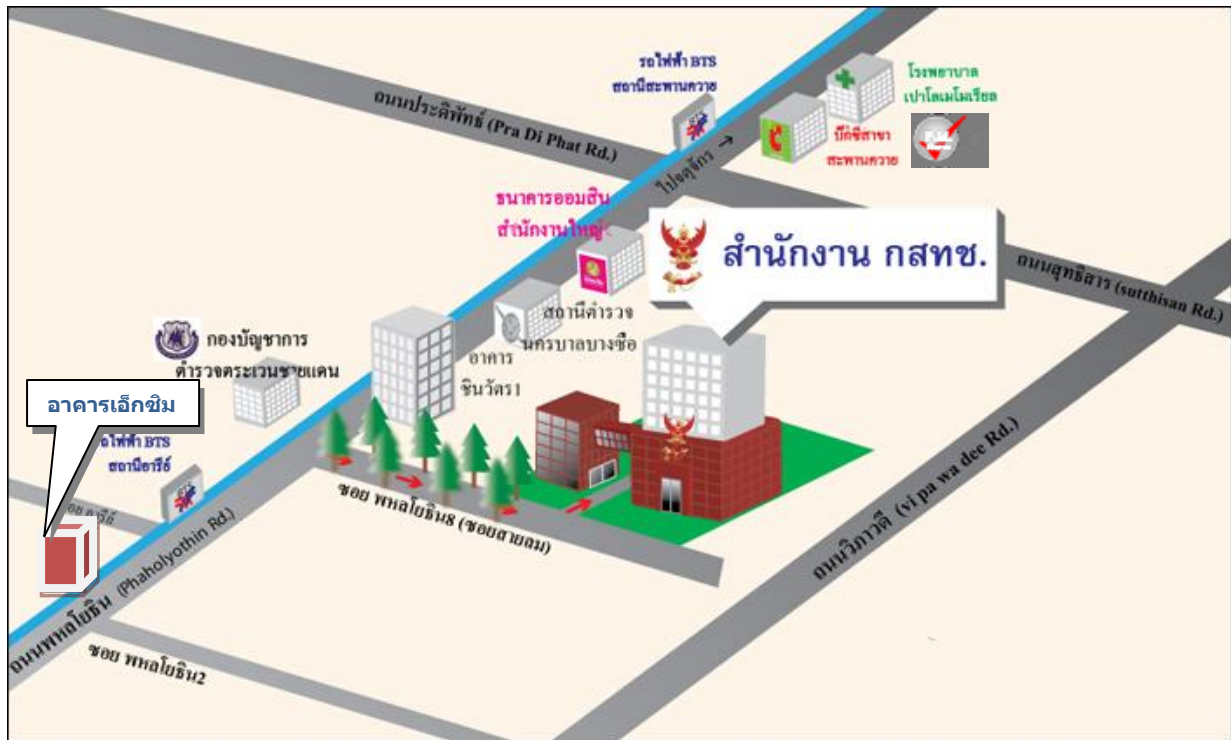 รถไฟฟ้า BTS
สถานีสะพานควาย
โรงพยาบาล
เปาโลเมโมเรียล
ถนนประดิพัทธ์ (Pra Di Phat Rd.)
บิ๊กซีสาขา
สะพานควาย
ไปจตุจักร →
ธนาคารออมสิน
สำนักงานใหญ่
สำนักงาน กสทช.
ถนนสุทธิสาร (sutthisan Rd.)
สถานีตำรวจ
นครบาลบางซื่อ
กองบัญชาการ
ตำรวจตระเวนชายแดน
อาคาร
ชินวัตร1
อาคารเอ็กซิม
รถไฟฟ้า BTS
สถานีอารีย์
ซอย อารีย์
ซอย พหลโยธิน8 (ซอยสายลม)
ถนนวิภาวดี (vi pa wa dee Rd.)
ถนนพหลโยธิน (Phaholyothin Rd.)
ซอย พหลโยธิน2